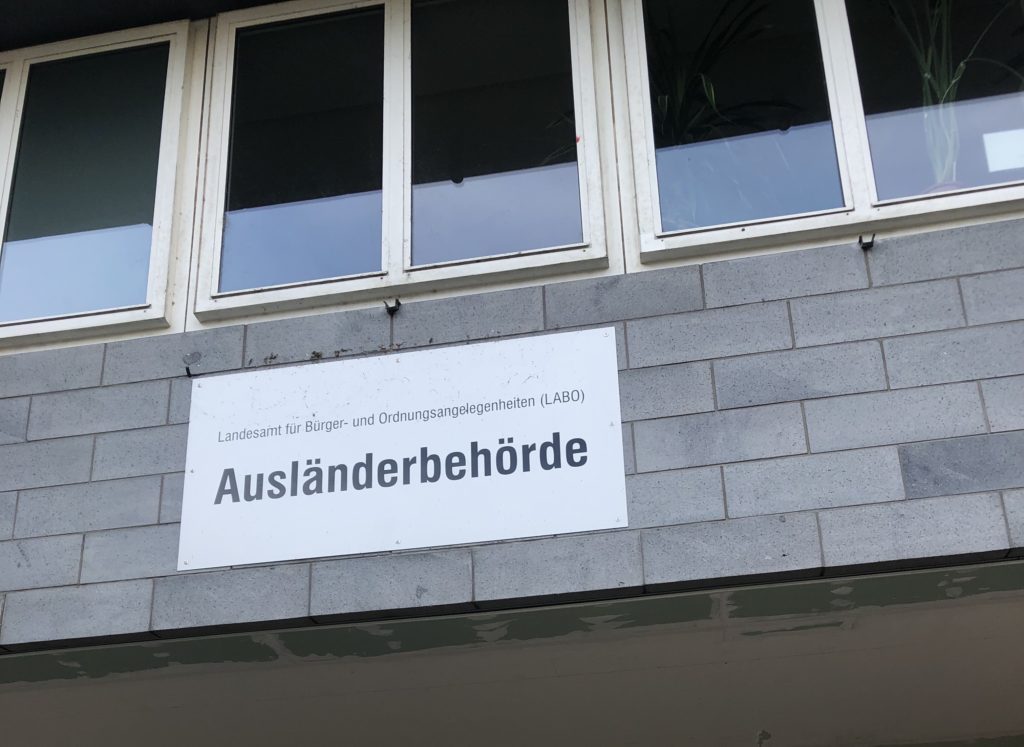 Landesamt für Bürger- und Ordnungsangelegenheiten (LABO)
Ausländerbehörde